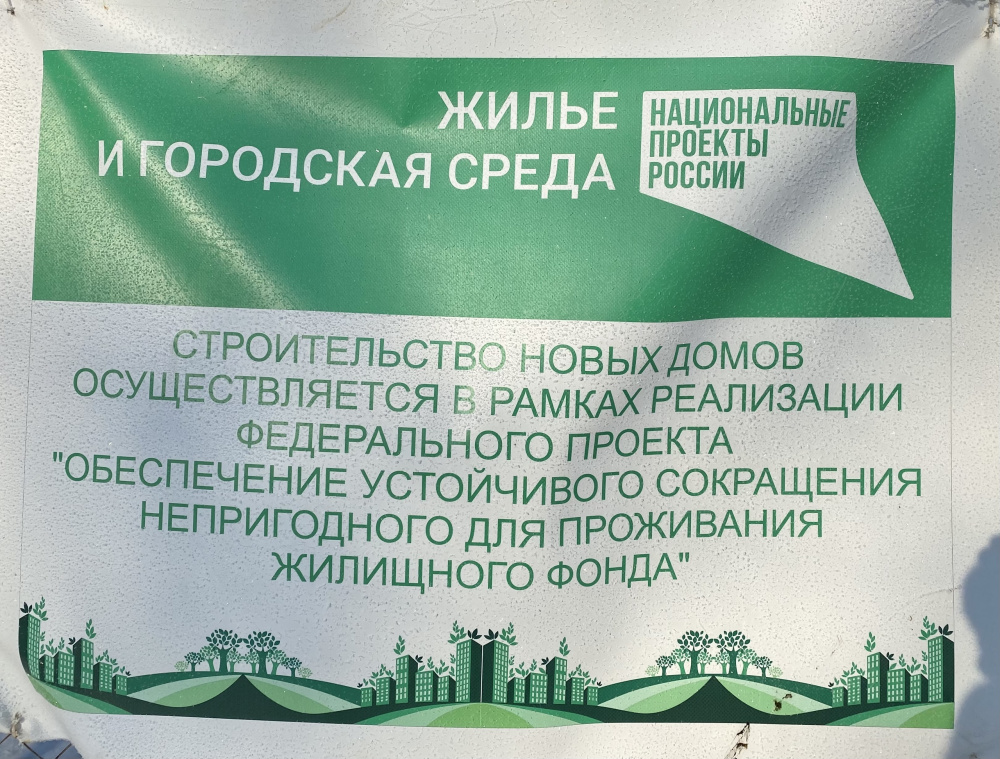 ЖИЛЬЕ
И ГОРОДСКАЯ СРЕДА
НАЦИОНАЛЬНЫЕ
ПРОЕКТЫ
РОССИИ
СТРОИТЕЛЬСТВО НОВЫХ ДОМОВ
ОСУЩЕСТВЛЯЕТСЯ В РАМКАХ РЕАЛИЗАЦИИ
ФЕДЕРАЛЬНОГО ПРОЕКТА
"ОБЕСПЕЧЕНИЕ УСТОЙЧИВОГО СОКРАЩЕНИЯ
НЕПРИГОДНОГО ДЛЯ ПРОЖИВАНИЯ
ЖИЛИЩНОГО ФОНДА"